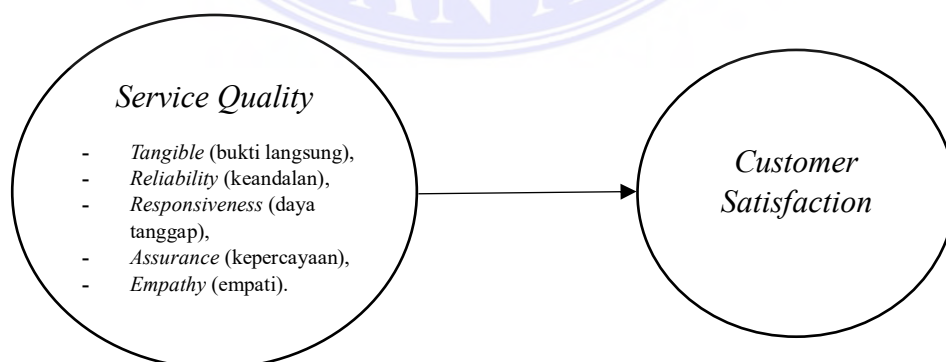 Service Quality
- Tangible (bukti langsung),
- Reliability (keandalan),
- Responsiveness (daya
tanggap),
- Assurance (kepercayaan),
- Empathy (empati).
Customer
Satisfaction